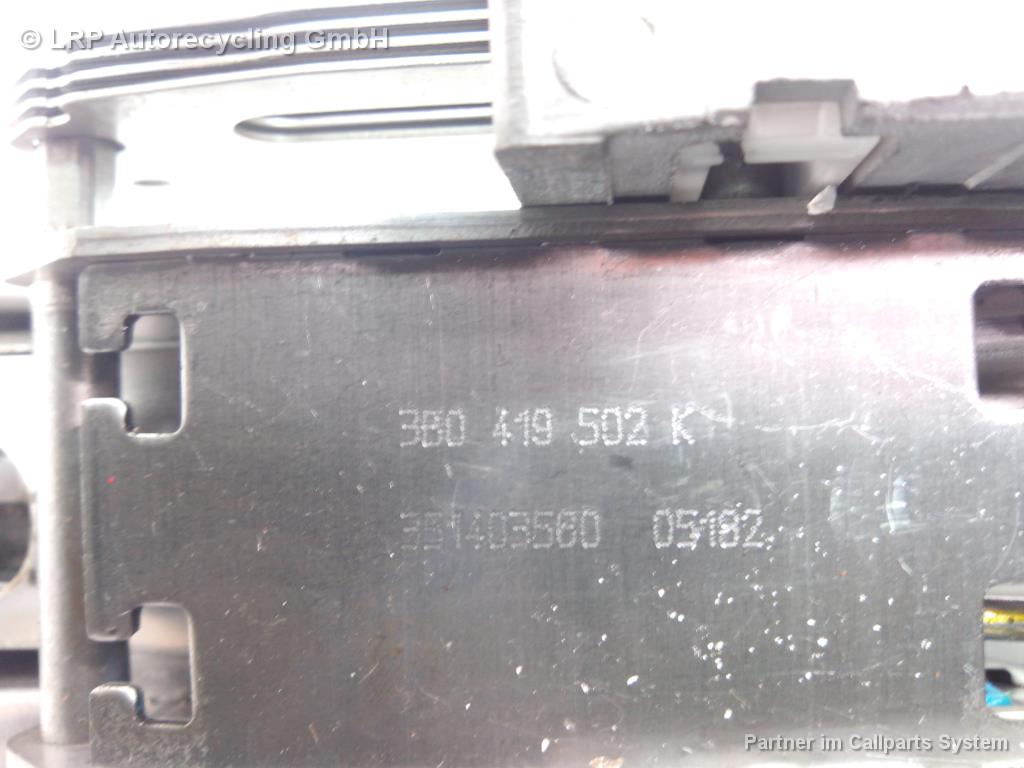 © LRP Autorecycling GmbH
3B0 419 502 K
351403560 05182
Partner im Callparts System